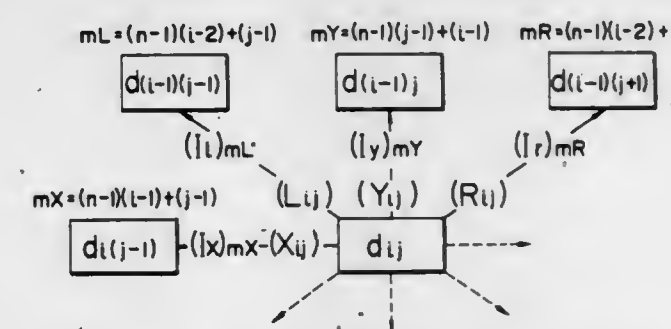 mL=(n-1)(i-2)+(j-1) mY=(n-1)(j-1)+(i-1) mR=(n-1)(i-2)+
d(i-1)(j-1) d(i-1)j d(i-1)(j+1)
(Il)mL (Iy)mY (Ir)mR
mX=(n-1)(i-1)+(j-1) (Lij) (Yij) (Rij)
di(j-1) (Ix)mX (Xij) dij